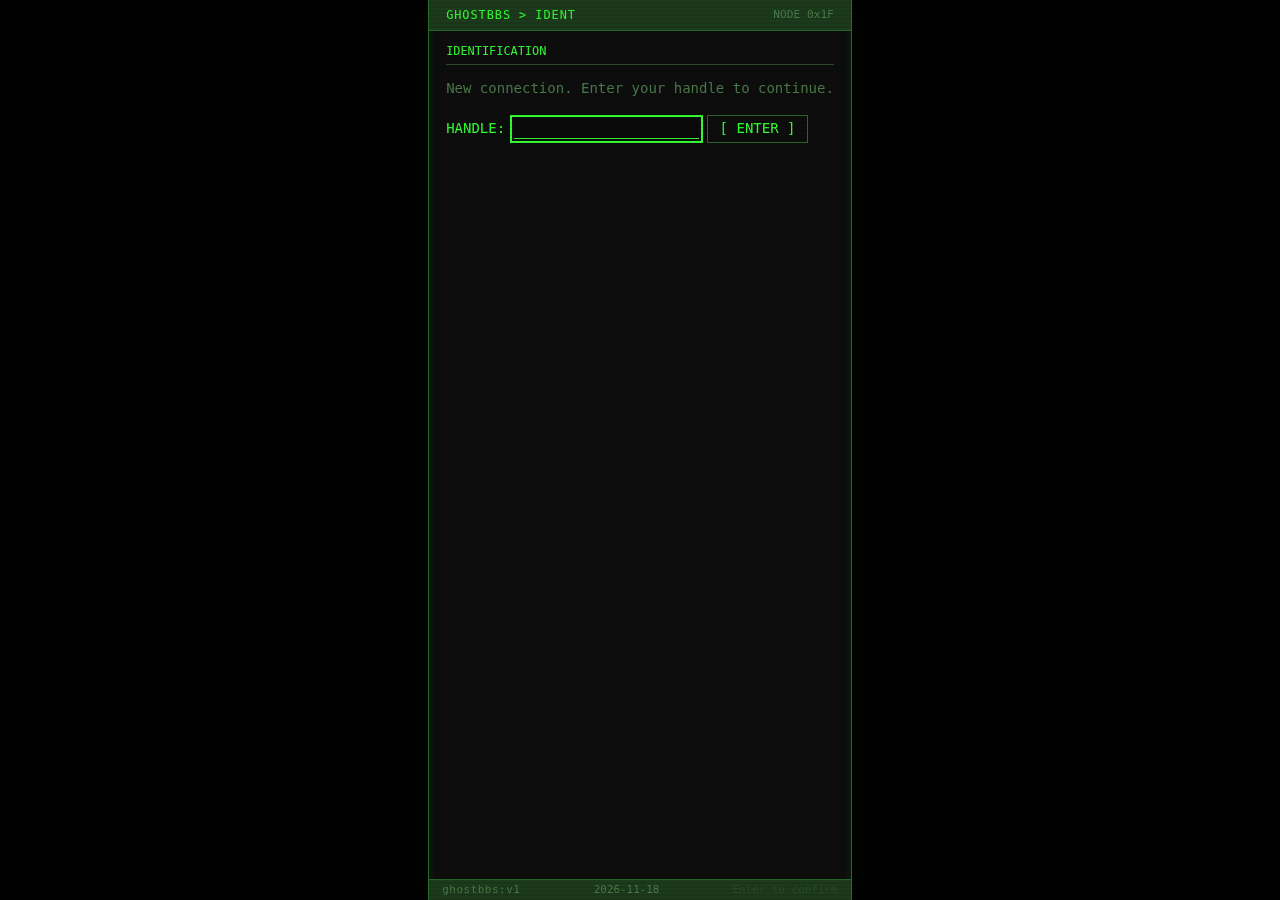 GHOSTBBS > IDENT NODE 0x1F
IDENTIFICATION
New connection. Enter your handle to continue.
HANDLE: [ ENTER ]
ghostbbs:v1 2026-11-18 Enter to confirm